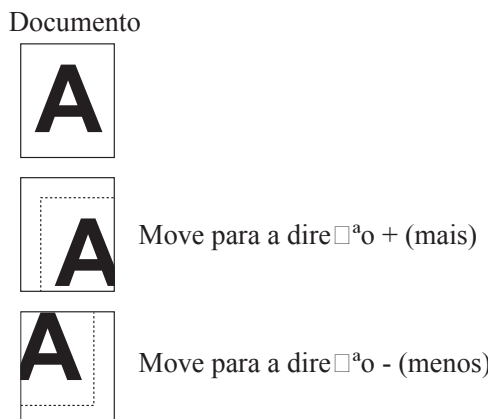 Documento
A
A
Move para a dire□ªo + (mais)
A
Move para a dire□ªo - (menos)